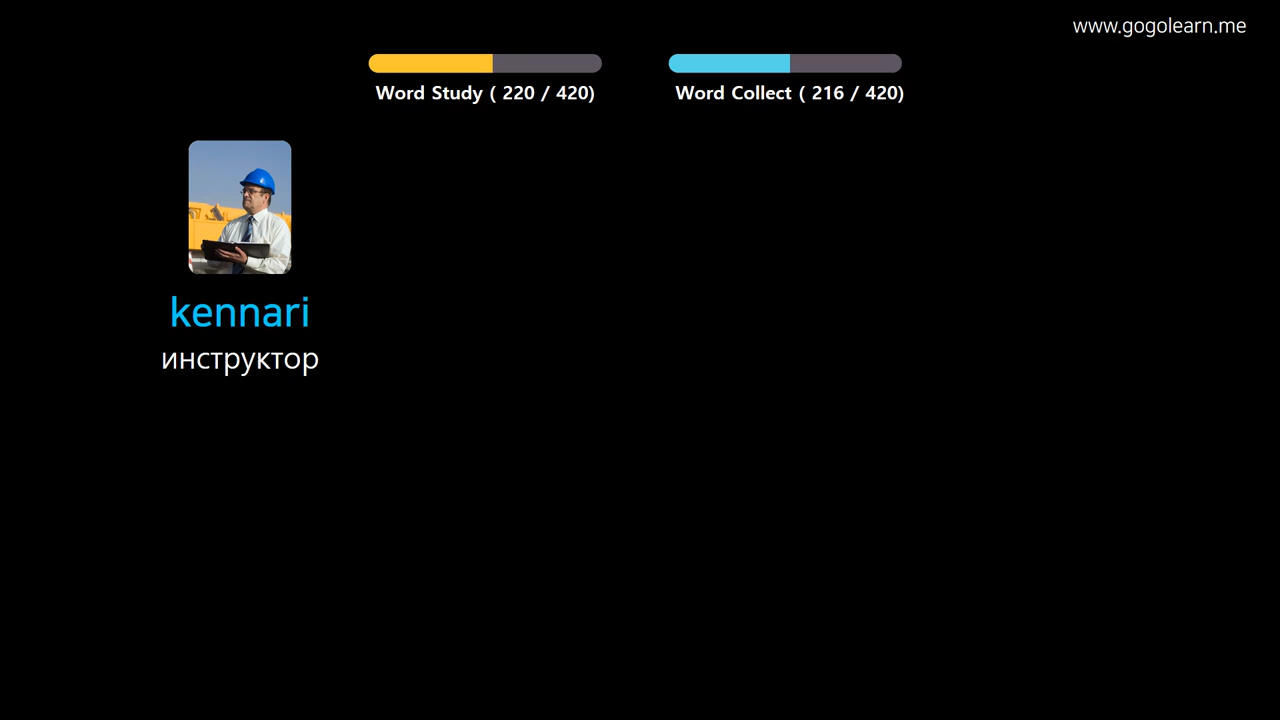 www.gogolearn.me
Word Study ( 220 / 420)
Word Collect ( 216 / 420)
kennari
инструктор